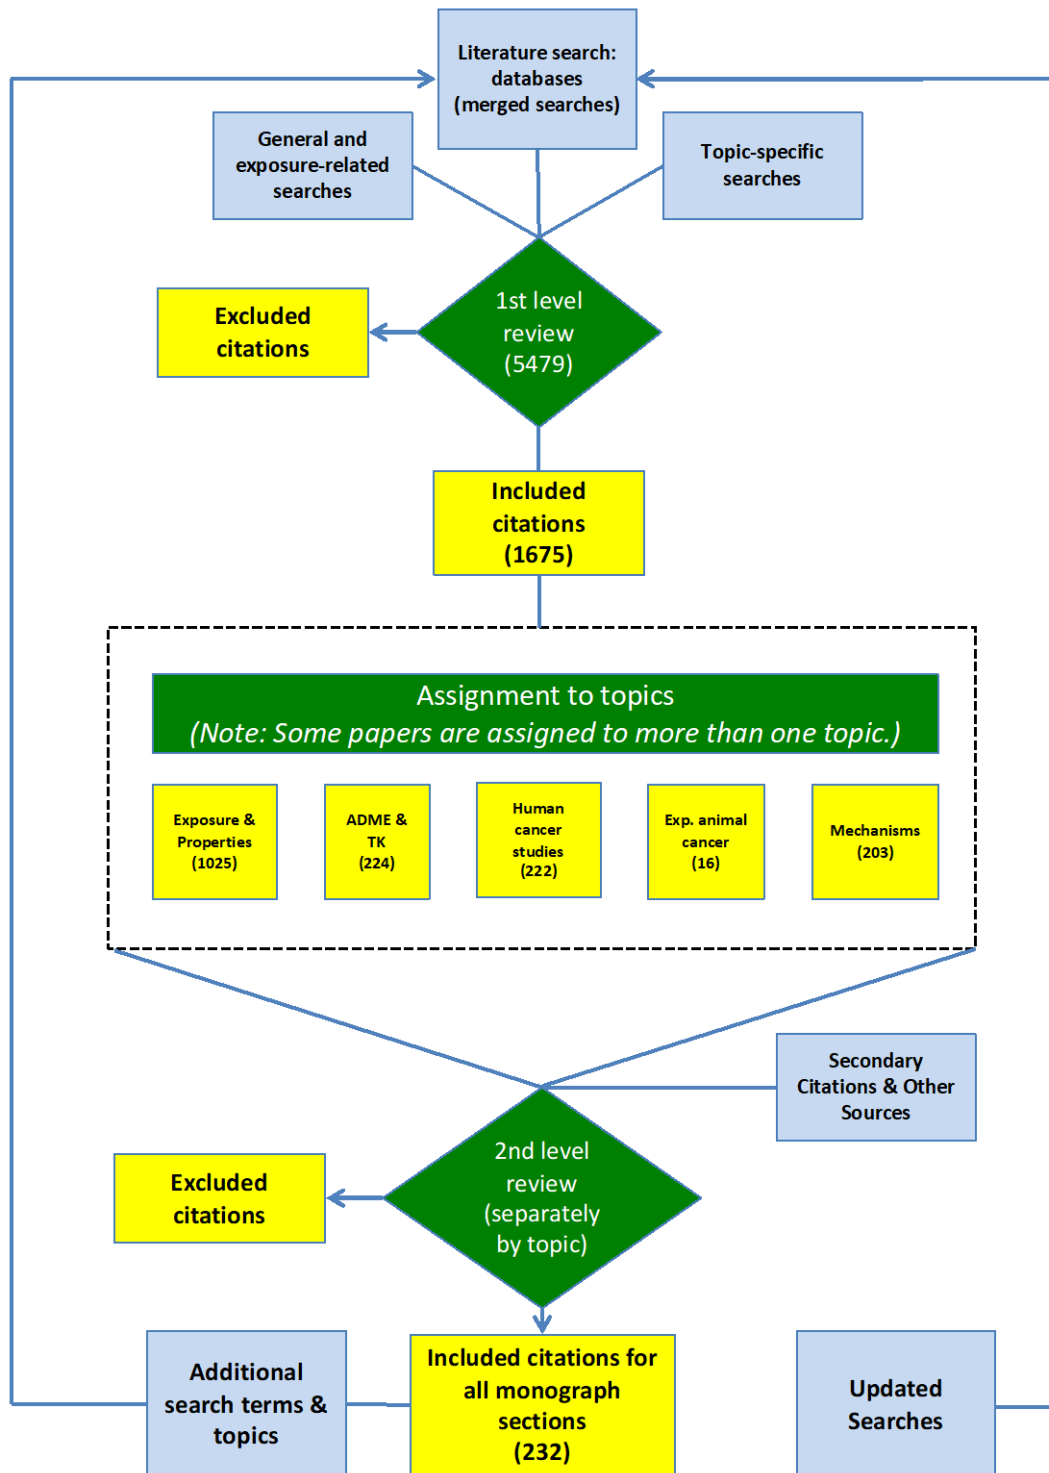 Literature search:
databases
(merged searches)
General and
exposure-related
searches
Topic-specific
searches
1st level
review
(5479)
Excluded
citations
Included
citations
(1675)
Assignment to topics
(Note: Some papers are assigned to more than one topic.)
Exposure &
Properties
(1025)
ADME &
TK
(224)
Human
cancer
studies
(222)
Exp. animal
cancer
(16)
Mechanisms
(203)
Secondary
Citations & Other
Sources
2nd level
review
(separately
by topic)
Excluded
citations
Additional
search terms &
topics
Included citations for
all monograph
sections
(232)
Updated
Searches